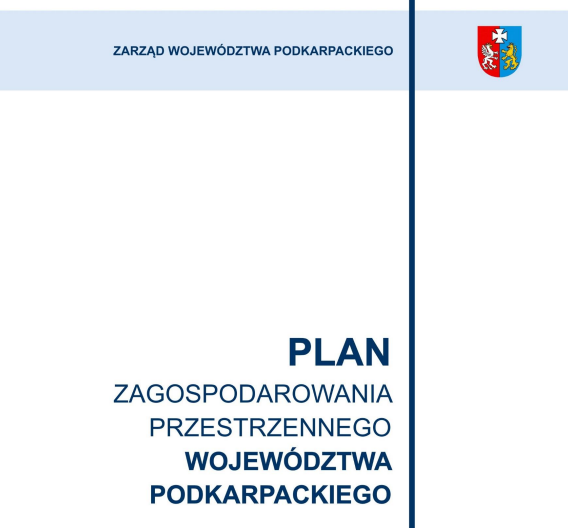 ZARZĄD WOJEWÓDZTWA PODKARPACKIEGO
PLAN
ZAGOSPODAROWANIA
PRZESTRZENNEGO
WOJEWÓDZTWA
PODKARPACKIEGO